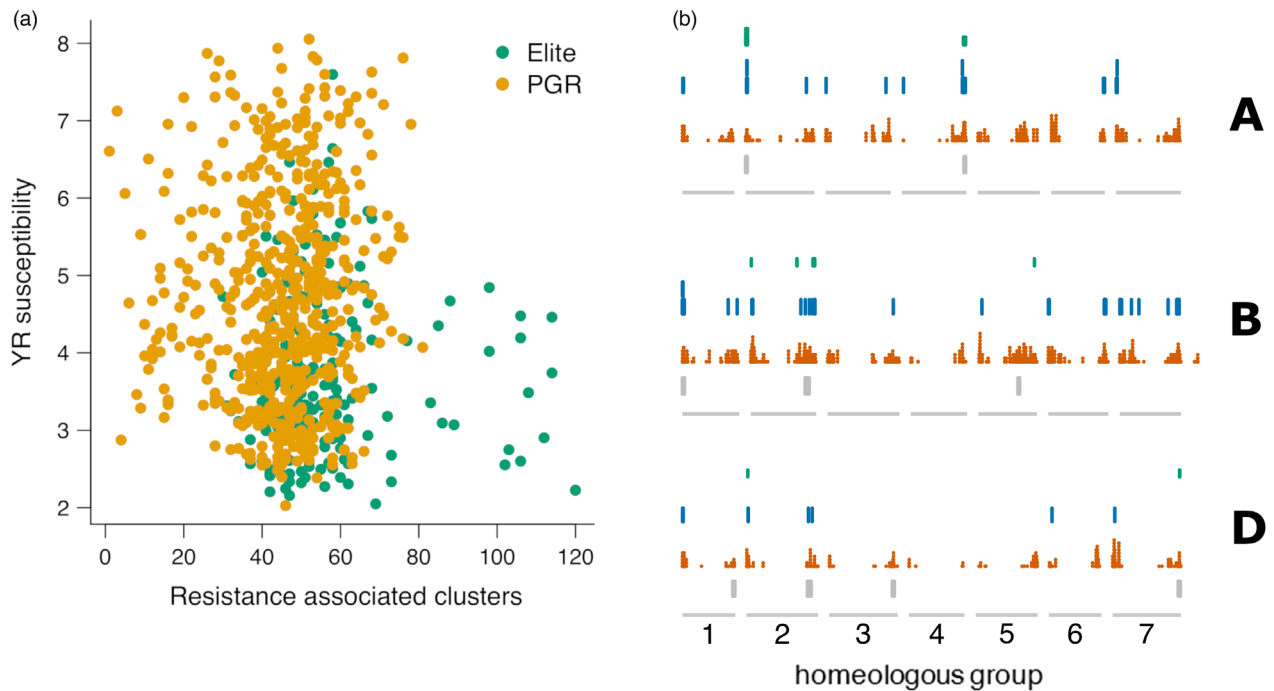 (a)
(b)
8
7
6
5
4
3
2
YR susceptibility
0 20 40 60 80 100 120
Resistance associated clusters
Elite
PGR
A
B
D
1 2 3 4 5 6 7
homeologous group